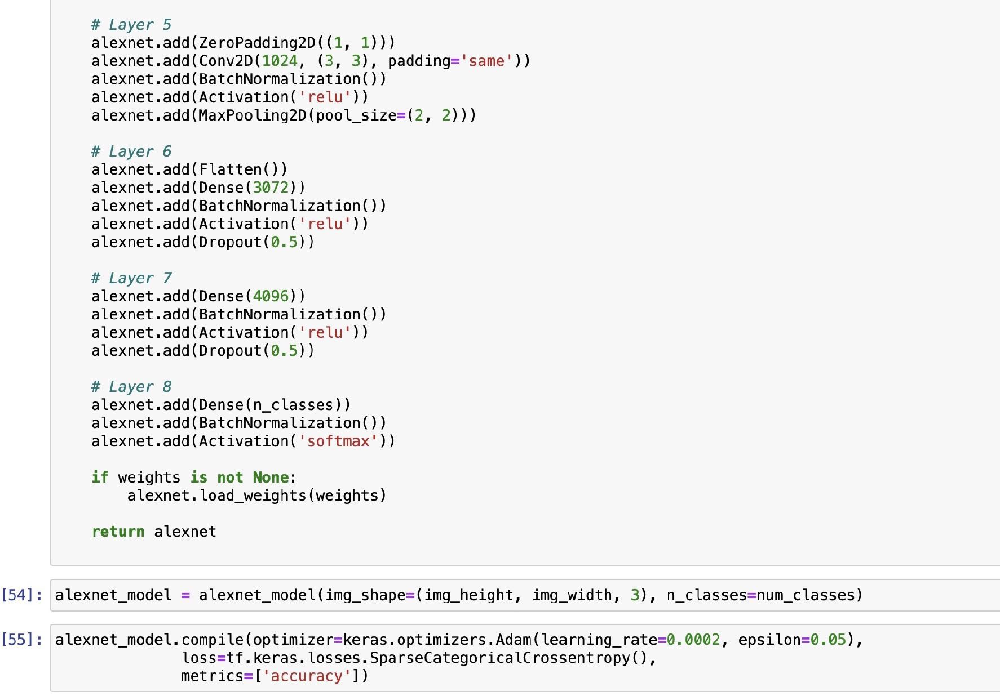 # Layer 5
alexnet.add(ZeroPadding2D((1, 1)))
alexnet.add(Conv2D(1024, (3, 3), padding='same'))
alexnet.add(BatchNormalization())
alexnet.add(Activation('relu'))
alexnet.add(MaxPooling2D(pool_size=(2, 2)))

# Layer 6
alexnet.add(Flatten())
alexnet.add(Dense(3072))
alexnet.add(BatchNormalization())
alexnet.add(Activation('relu'))
alexnet.add(Dropout(0.5))

# Layer 7
alexnet.add(Dense(4096))
alexnet.add(BatchNormalization())
alexnet.add(Activation('relu'))
alexnet.add(Dropout(0.5))

# Layer 8
alexnet.add(Dense(n_classes))
alexnet.add(BatchNormalization())
alexnet.add(Activation('softmax'))

if weights is not None:
    alexnet.load_weights(weights)

return alexnet

[54]: alexnet_model = alexnet_model(img_shape=(img_height, img_width, 3), n_classes=num_classes)

[55]: alexnet_model.compile(optimizer=keras.optimizers.Adam(learning_rate=0.0002, epsilon=0.05),
              loss=tf.keras.losses.SparseCategoricalCrossentropy(),
              metrics=['accuracy'])